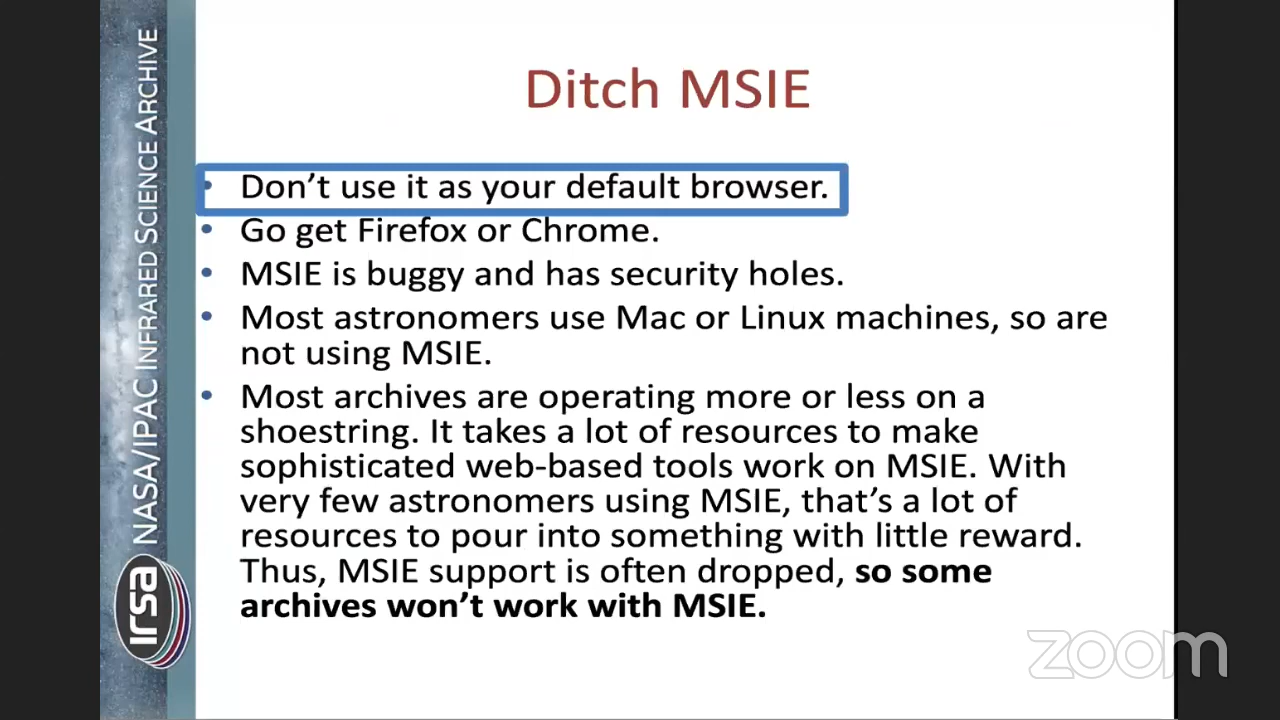 Ditch MSIE
• Don't use it as your default browser.
• Go get Firefox or Chrome.
• MSIE is buggy and has security holes.
• Most astronomers use Mac or Linux machines, so are
not using MSIE.
• Most archives are operating more or less on a
shoestring. It takes a lot of resources to make
sophisticated web-based tools work on MSIE. With
very few astronomers using MSIE, that's a lot of
resources to pour into something with little reward.
Thus, MSIE support is often dropped, so some
archives won't work with MSIE.
NASA/IPAC INFRARED SCIENCE ARCHIVE
irsa
zoom